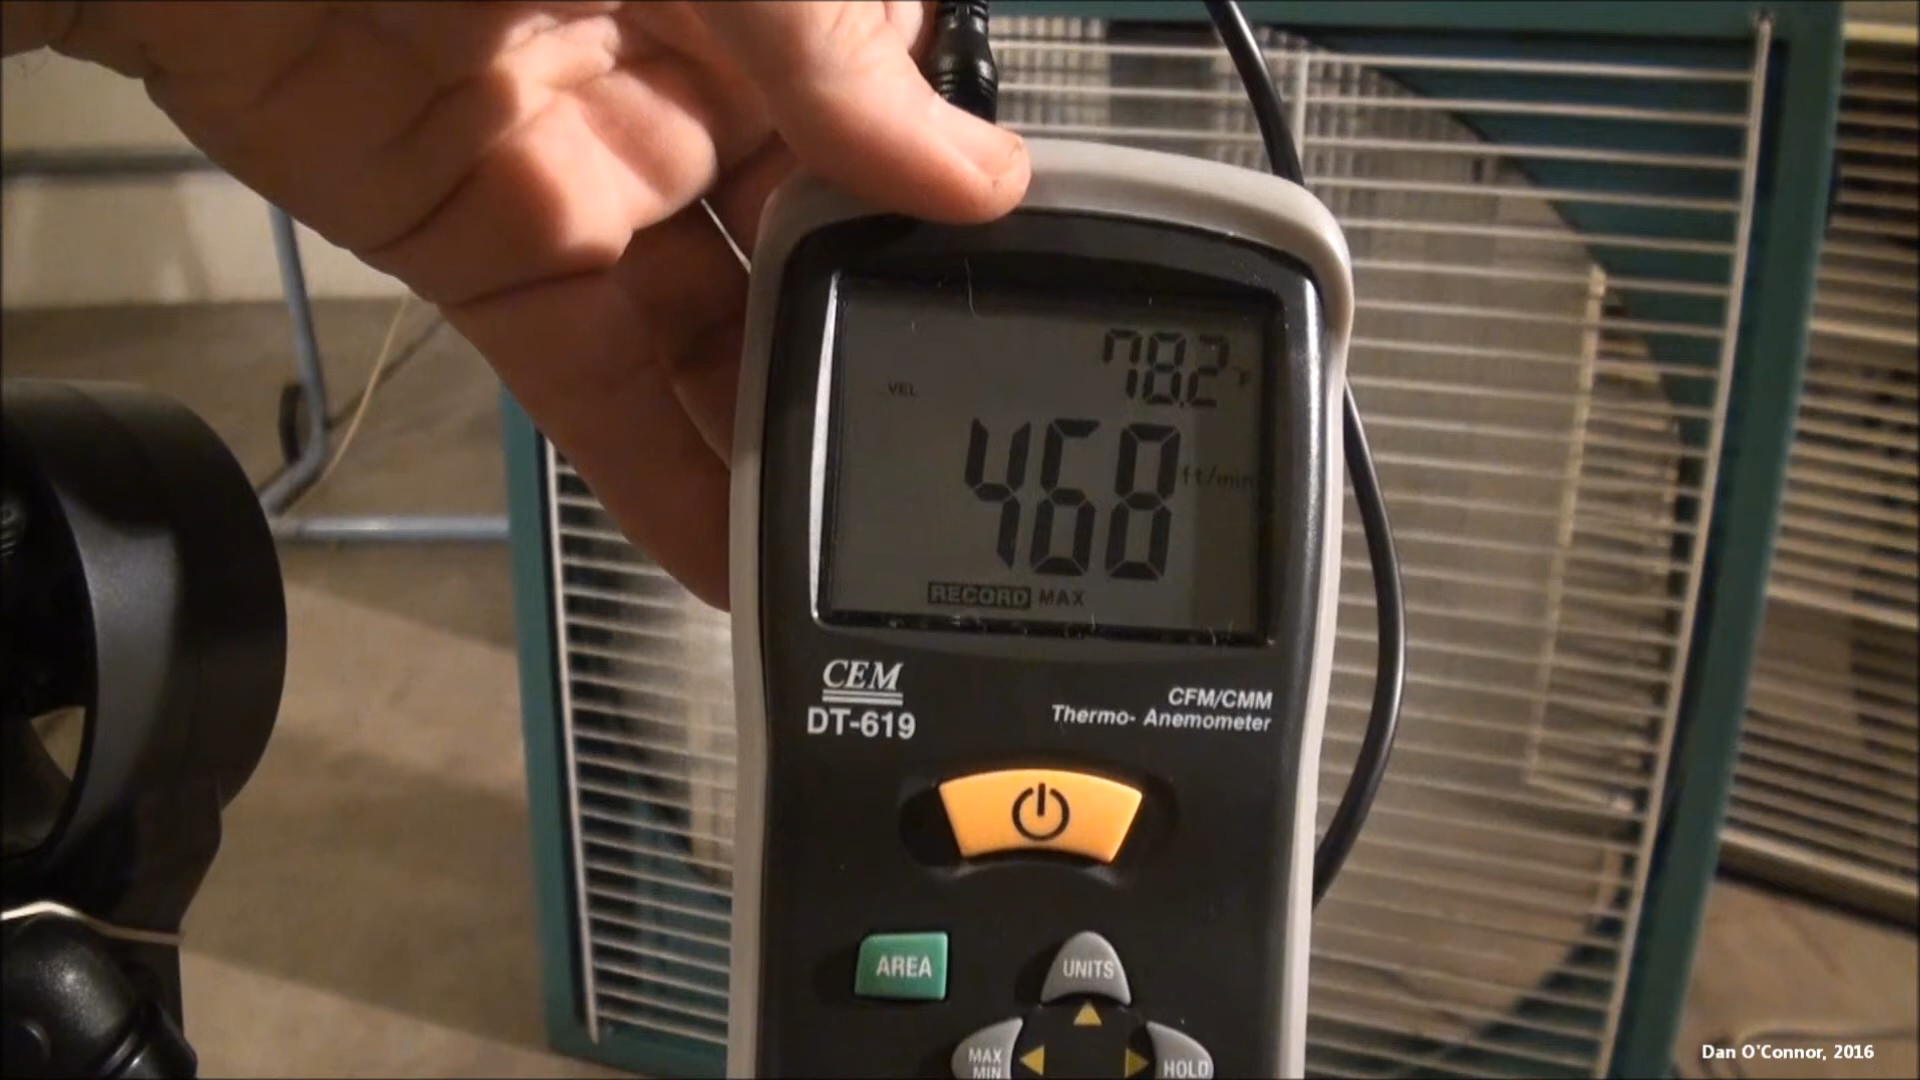 78.2 °F
VEL
468 ft/min
RECORD MAX
CEM
DT-619
CFM/CMM
Thermo- Anemometer
AREA
UNITS
MAX
MIN
HOLD
Dan O'Connor, 2016